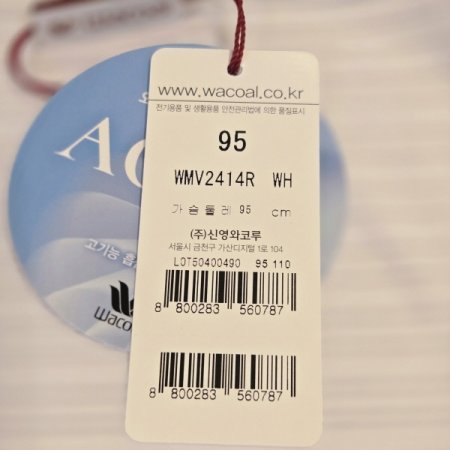 www.wacoal.co.kr
전기용품 및 생활용품 안전관리법에 의한 품질표시
95
WMV2414R WH
가슴둘레 95 cm
(주)신영와코루
서울시 금천구 가산디지털 1로 104
LOT50400490 95 110
8 800283 560787
8 800283 560787
고기능 흡
Wacoal